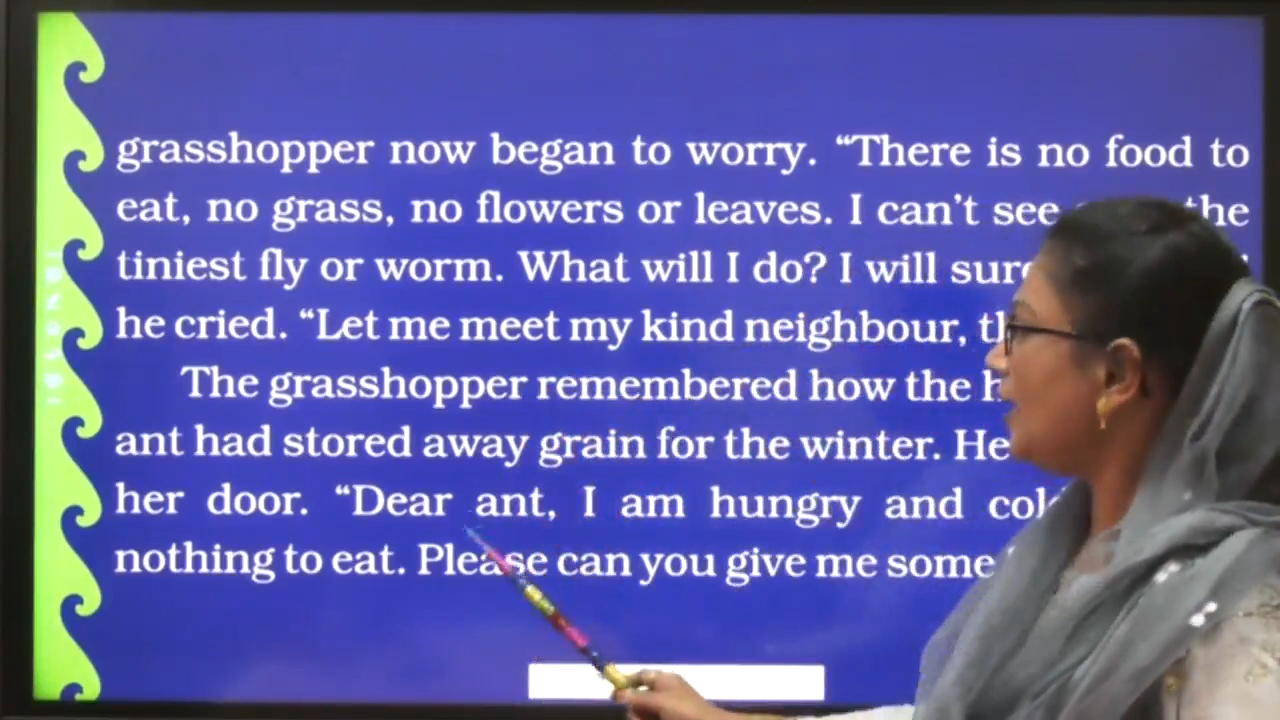 grasshopper now began to worry. “There is no food to
eat, no grass, no flowers or leaves. I can’t see the
tiniest fly or worm. What will I do? I will
he cried. “Let me meet my kind neighbour,
The grasshopper remembered how the
ant had stored away grain for the winter. He
her door. “Dear ant, I am hungry and
nothing to eat. Please can you give me some